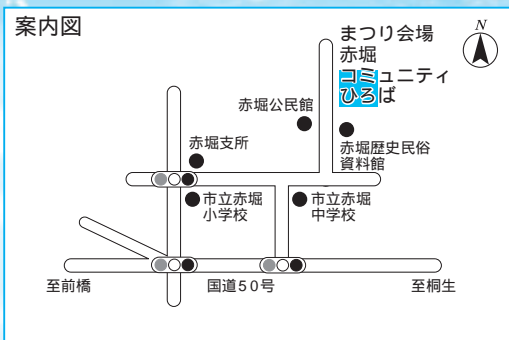 案内図
N
まつり会場
赤堀
コミュニティ
ひろば
赤堀公民館
赤堀歴史民俗
資料館
赤堀支所
市立赤堀
小学校
市立赤堀
中学校
至前橋
国道50号
至桐生